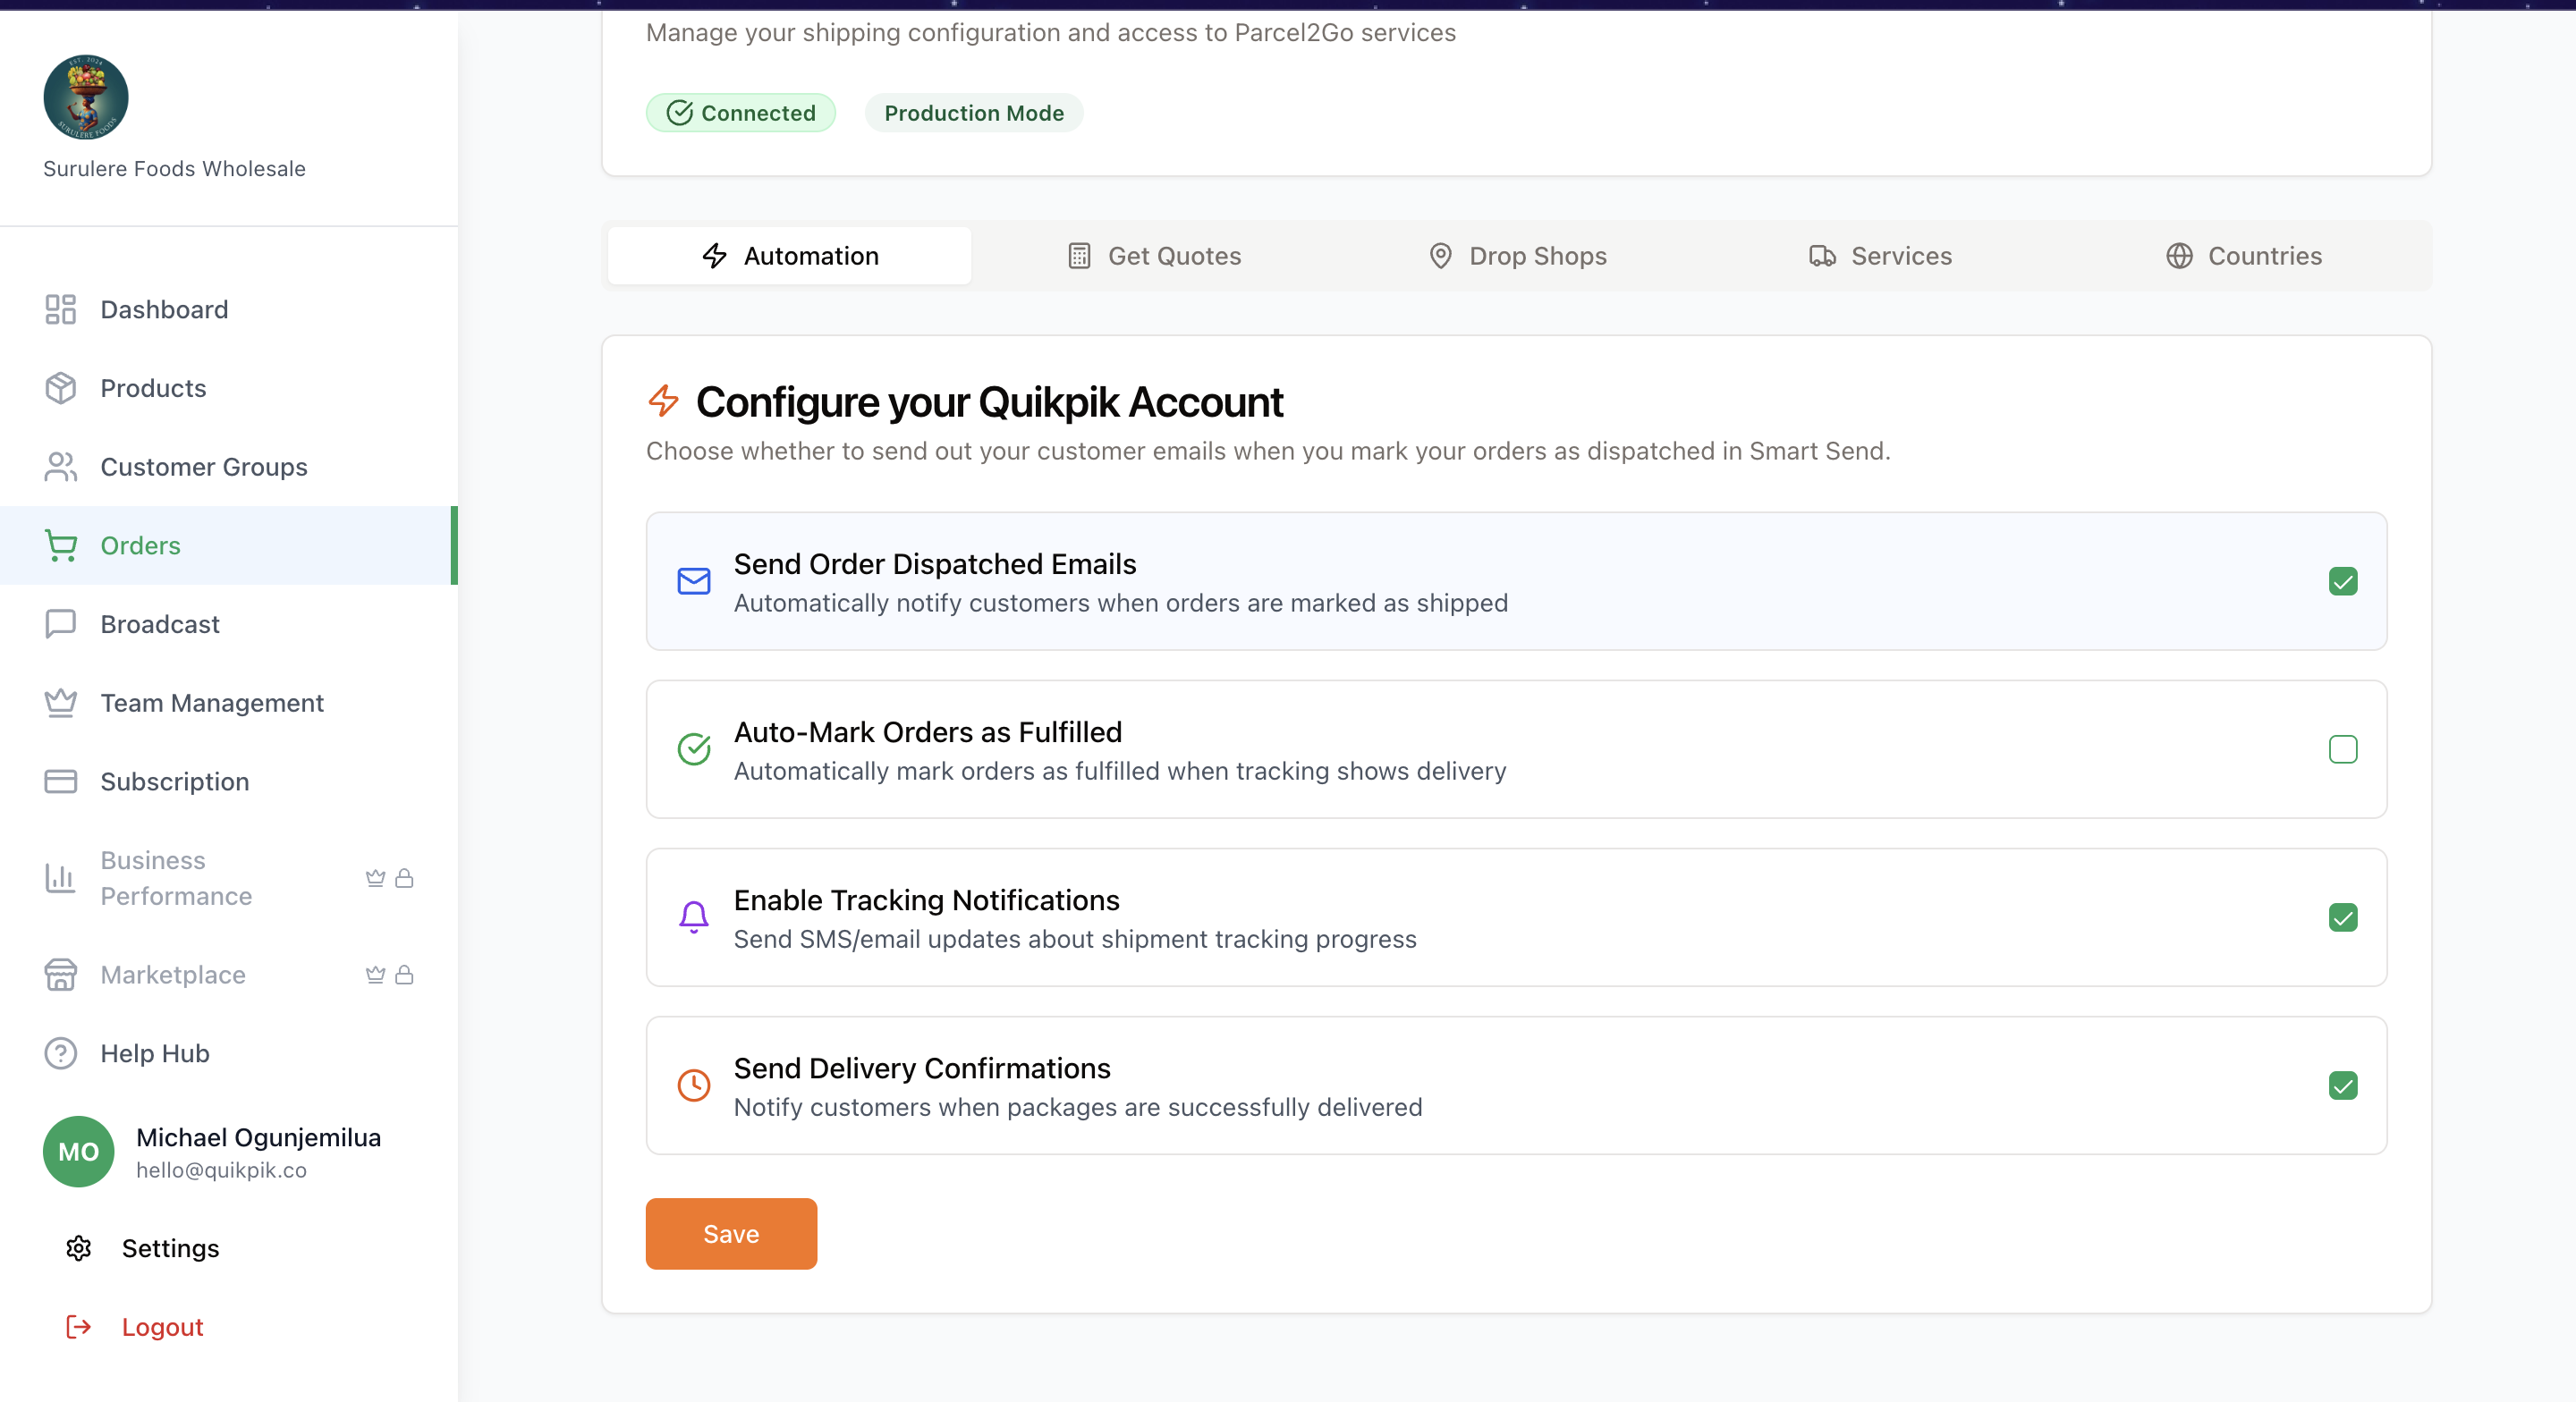 EST. 2024
SURULERE FOODS
Surulere Foods Wholesale
Dashboard
Products
Customer Groups
Orders
Broadcast
Team Management
Subscription
Business
Performance
Marketplace
Help Hub
MO
Michael Ogunjemilua
hello@quikpik.co
Settings
Logout
Manage your shipping configuration and access to Parcel2Go services
Connected
Production Mode
Automation
Get Quotes
Drop Shops
Services
Countries
Configure your Quikpik Account
Choose whether to send out your customer emails when you mark your orders as dispatched in Smart Send.
Send Order Dispatched Emails
Automatically notify customers when orders are marked as shipped
Auto-Mark Orders as Fulfilled
Automatically mark orders as fulfilled when tracking shows delivery
Enable Tracking Notifications
Send SMS/email updates about shipment tracking progress
Send Delivery Confirmations
Notify customers when packages are successfully delivered
Save